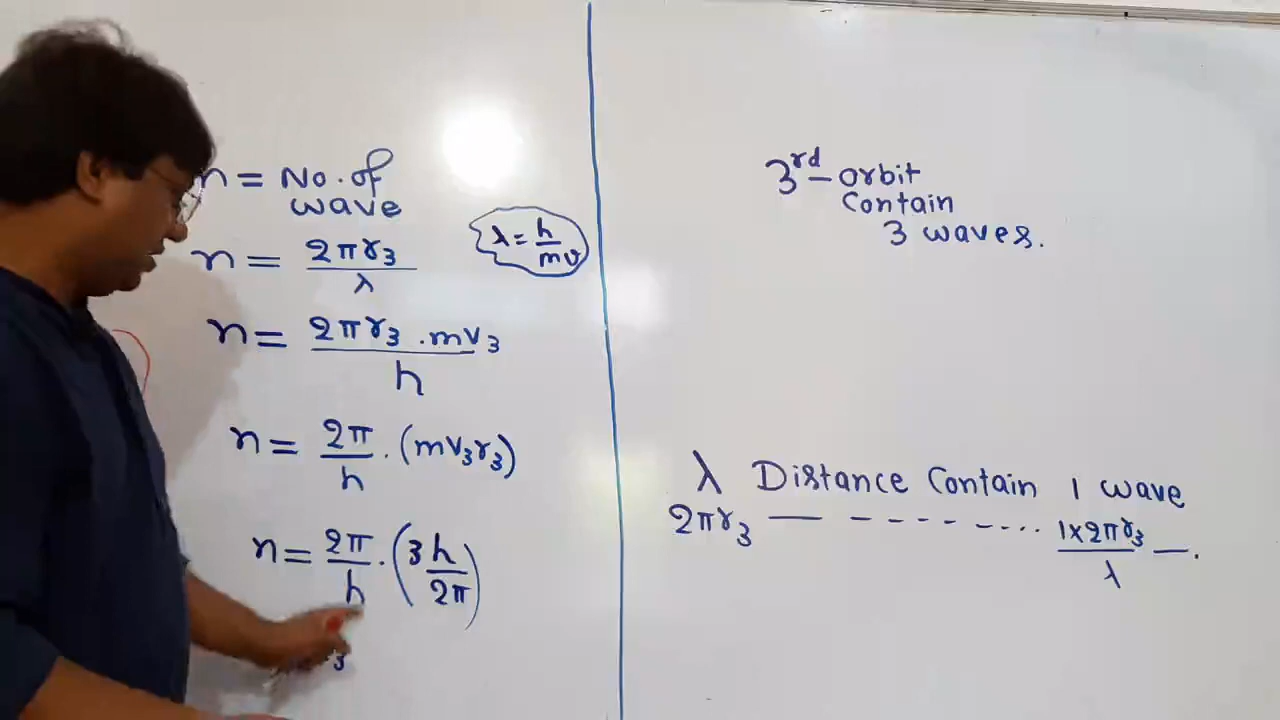 n = No. of
wave
n = 2πr₃ / λ
λ = h / mv
n = 2πr₃ . mv₃ / h
n = 2π / h . (mv₃r₃)
n = 2π / h . (3h / 2π)
3
3rd orbit
Contain
3 waves.
λ Distance Contain 1 wave
2πr₃ — - - - - - .... 1×2πr₃ / λ — .